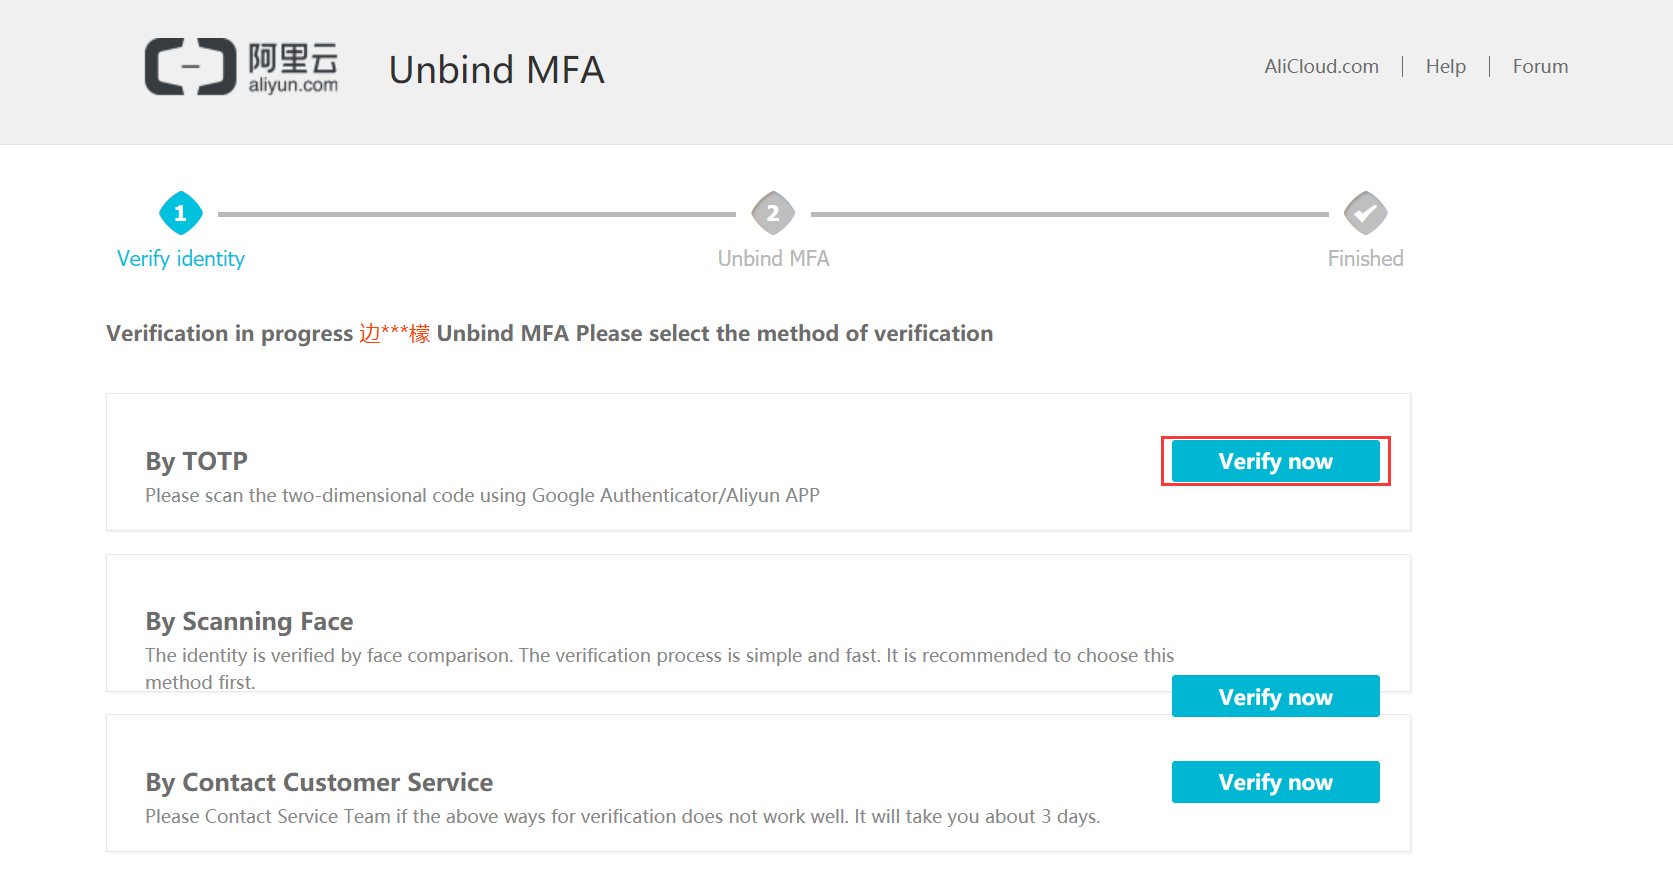 阿里云
aliyun.com
Unbind MFA
AliCloud.com
Help
Forum
1
2
Verify identity
Unbind MFA
Finished
Verification in progress 边***檬 Unbind MFA Please select the method of verification
By TOTP
Please scan the two-dimensional code using Google Authenticator/Aliyun APP
Verify now
By Scanning Face
The identity is verified by face comparison. The verification process is simple and fast. It is recommended to choose this
method first.
Verify now
By Contact Customer Service
Please Contact Service Team if the above ways for verification does not work well. It will take you about 3 days.
Verify now